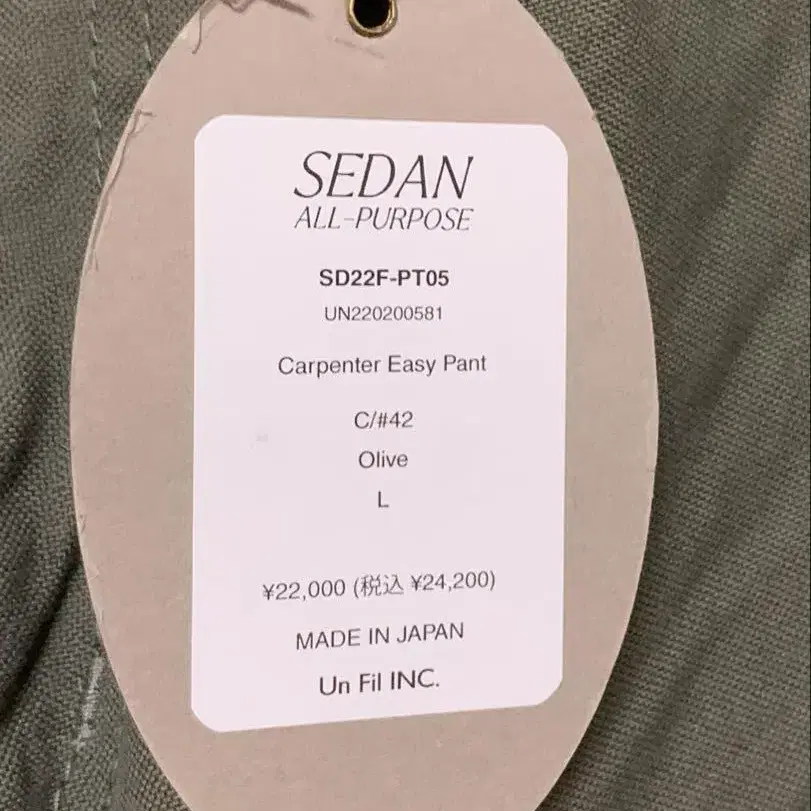 SEDAN
ALL-PURPOSE
SD22F-PT05
UN220200581
Carpenter Easy Pant
C/#42
Olive
L
¥22,000 (税込 ¥24,200)
MADE IN JAPAN
Un Fil INC.